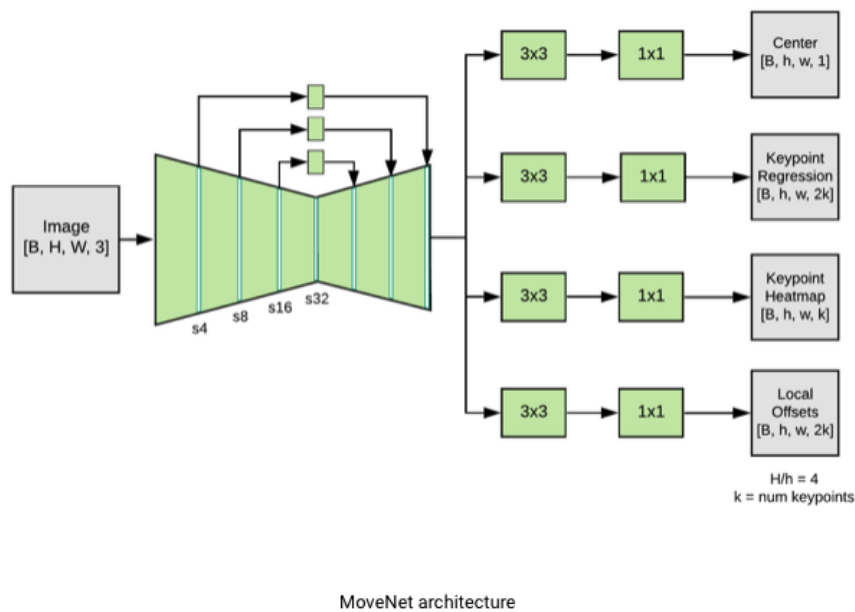 Image
[B, H, W, 3]
s4
s8
s16
s32
3x3
1x1
Center
[B, h, w, 1]
3x3
1x1
Keypoint
Regression
[B, h, w, 2k]
3x3
1x1
Keypoint
Heatmap
[B, h, w, k]
3x3
1x1
Local
Offsets
[B, h, w, 2k]
H/h = 4
k = num keypoints
MoveNet architecture